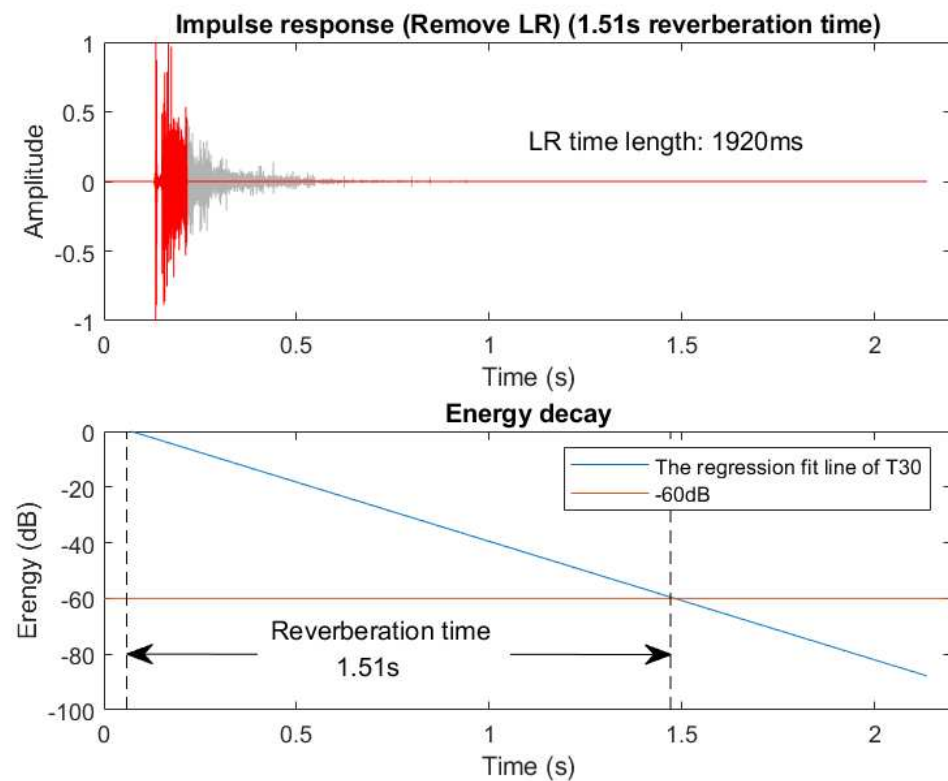 Impulse response (Remove LR) (1.51s reverberation time)
1
0.5
0
-0.5
-1
Amplitude
LR time length: 1920ms
0
0.5
1
1.5
2
Time (s)
Energy decay
0
-20
-40
-60
-80
-100
Erengy (dB)
The regression fit line of T30
-60dB
Reverberation time
1.51s
0
0.5
1
1.5
2
Time (s)